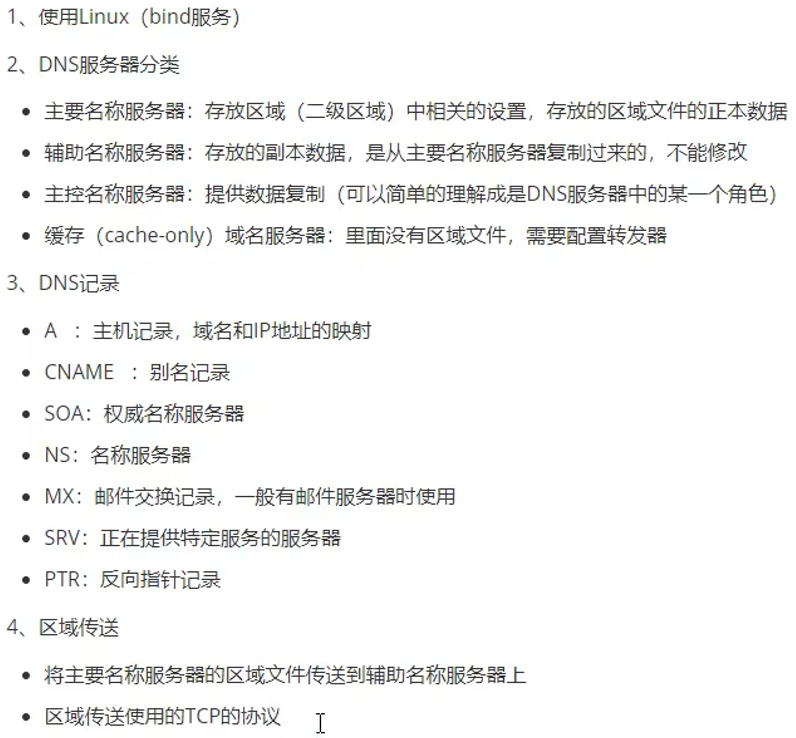 1、使用Linux（bind服务）
2、DNS服务器分类
主要名称服务器：存放区域（二级区域）中相关的设置，存放的区域文件的正本数据
辅助名称服务器：存放的副本数据，是从主要名称服务器复制过来的，不能修改
主控名称服务器：提供数据复制（可以简单的理解成是DNS服务器中的某一个角色）
缓存（cache-only）域名服务器：里面没有区域文件，需要配置转发器
3、DNS记录
A ：主机记录，域名和IP地址的映射
CNAME ：别名记录
SOA：权威名称服务器
NS：名称服务器
MX：邮件交换记录，一般有邮件服务器时使用
SRV：正在提供特定服务的服务器
PTR：反向指针记录
4、区域传送
将主要名称服务器的区域文件传送到辅助名称服务器上
区域传送使用的TCP的协议